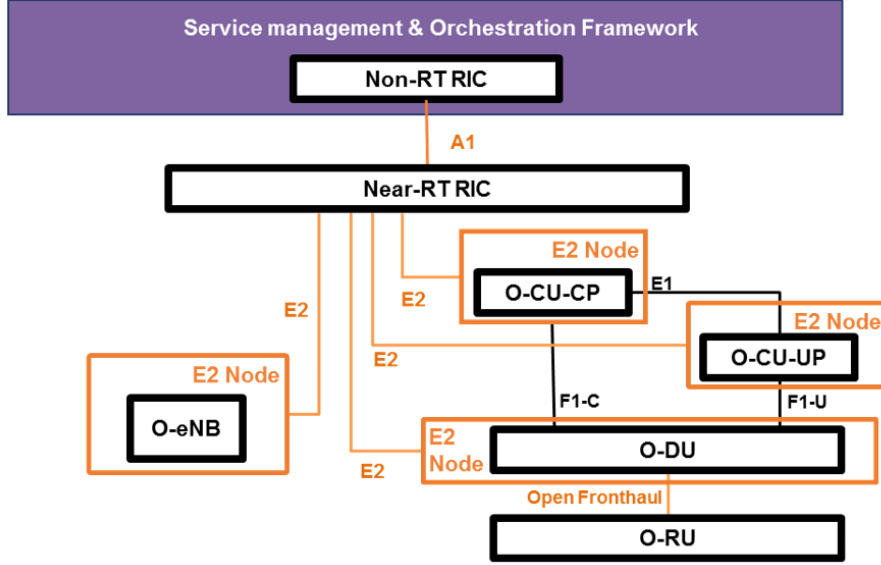 Service management & Orchestration Framework
Non-RT RIC
A1
Near-RT RIC
E2 Node
O-CU-CP
E1
E2
E2
E2 Node
O-CU-UP
E2
E2 Node
O-eNB
F1-C
F1-U
E2
Node
O-DU
E2
Open Fronthaul
O-RU